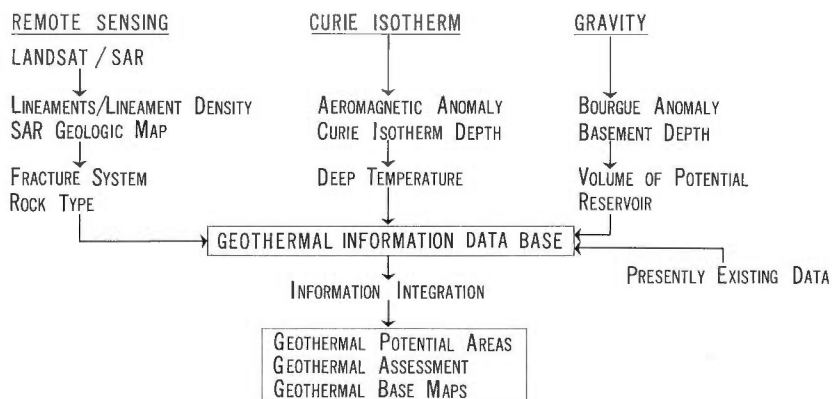 REMOTE SENSING
LANDSAT / SAR
LINEAMENTS/LINEAMENT DENSITY
SAR GEOLOGIC MAP
FRACTURE SYSTEM
ROCK TYPE
CURIE ISOTHERM
AEROMAGNETIC ANOMALY
CURIE ISOTHERM DEPTH
DEEP TEMPERATURE
GRAVITY
BOURGUE ANOMALY
BASEMENT DEPTH
VOLUME OF POTENTIAL
RESERVOIR
GEOTHERMAL INFORMATION DATA BASE
PRESENTLY EXISTING DATA
INFORMATION INTEGRATION
GEOTHERMAL POTENTIAL AREAS
GEOTHERMAL ASSESSMENT
GEOTHERMAL BASE MAPS